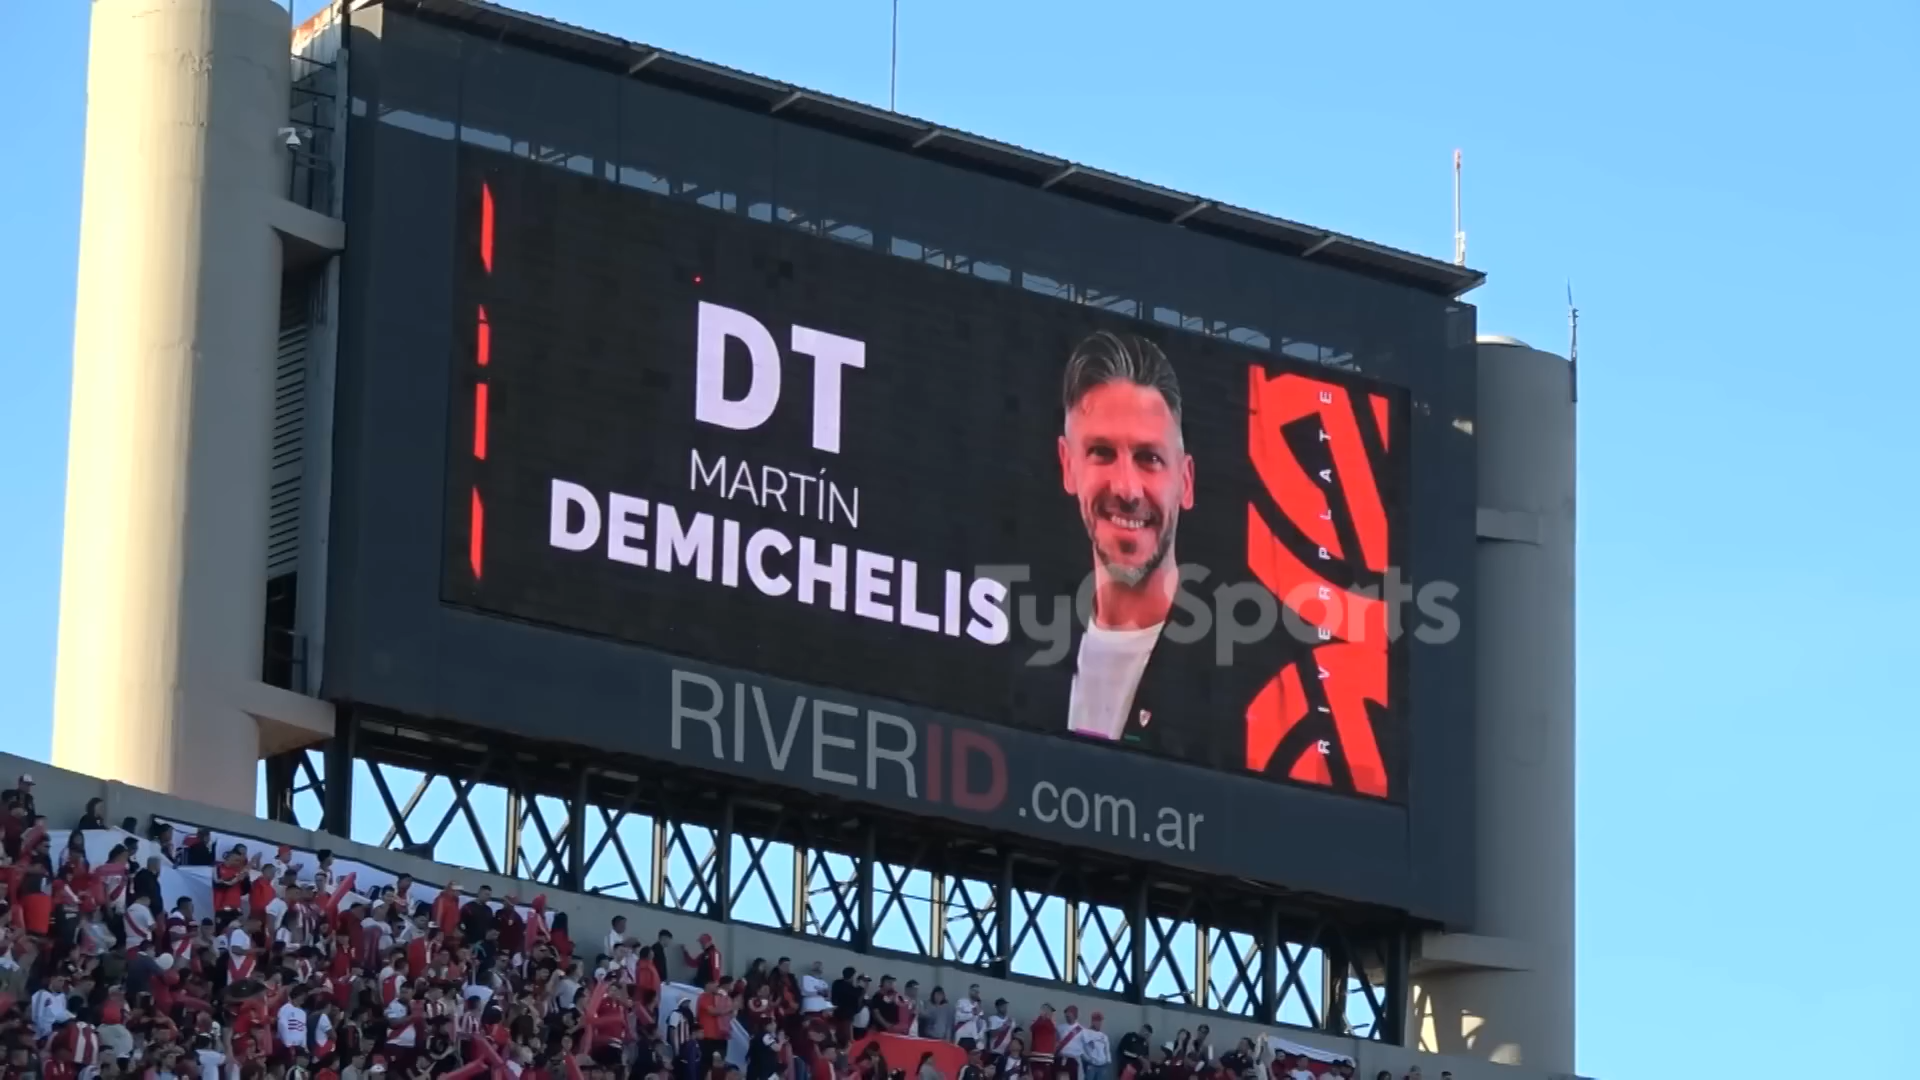 DT
MARTÍN
DEMICHELIS
RIVER PLATE
TyC Sports
RIVERID.com.ar